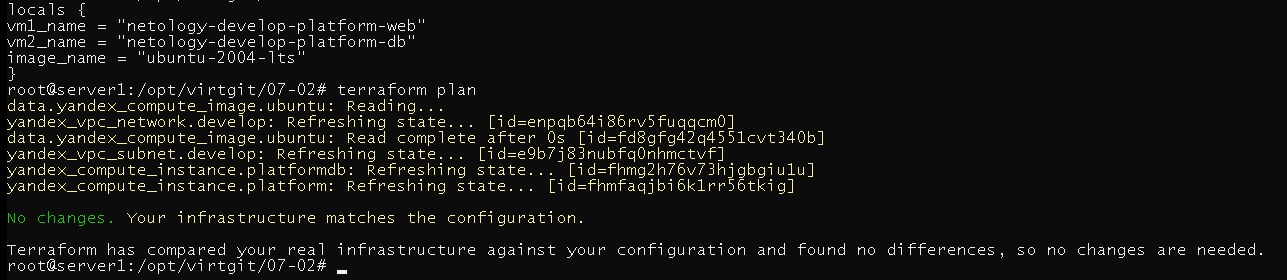 locals {
vm1_name = "netology-develop-platform-web"
vm2_name = "netology-develop-platform-db"
image_name = "ubuntu-2004-lts"
}
root@server1:/opt/virtgit/07-02# terraform plan
data.yandex_compute_image.ubuntu: Reading...
yandex_vpc_network.develop: Refreshing state... [id=enpqb64i86rv5fuqqcm0]
data.yandex_compute_image.ubuntu: Read complete after 0s [id=fd8gfg42q4551cvt340b]
yandex_vpc_subnet.develop: Refreshing state... [id=e9b7j83nubfq0nhmctvf]
yandex_compute_instance.platformdb: Refreshing state... [id=fhmg2h76v73hjgbgiu1u]
yandex_compute_instance.platform: Refreshing state... [id=fhmfaqjbi6k1rr56tkig]
No changes. Your infrastructure matches the configuration.
Terraform has compared your real infrastructure against your configuration and found no differences, so no changes are needed.
root@server1:/opt/virtgit/07-02#